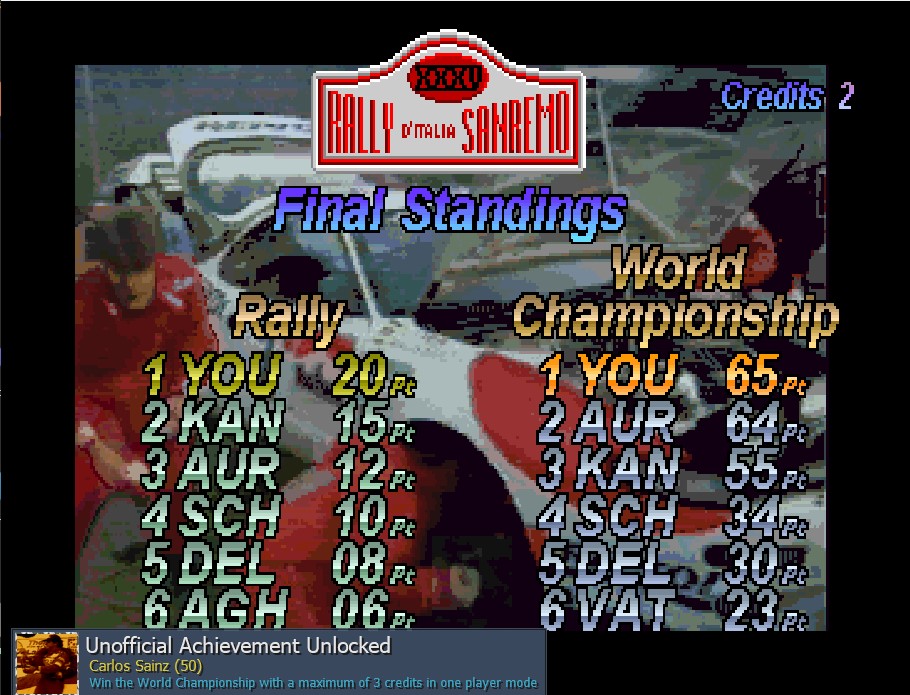 XXXV
RALLY D'ITALIA SANREMO
Credits 2
Final Standings
World
Rally Championship
1 YOU 20Pt 1 YOU 65Pt
2 KAN 15Pt 2 AUR 64Pt
3 AUR 12Pt 3 KAN 55Pt
4 SCH 10Pt 4 SCH 34Pt
5 DEL 08Pt 5 DEL 30Pt
6 AGH 06Pt 6 VAT 23Pt
Unofficial Achievement Unlocked
Carlos Sainz (50)
Win the World Championship with a maximum of 3 credits in one player mode